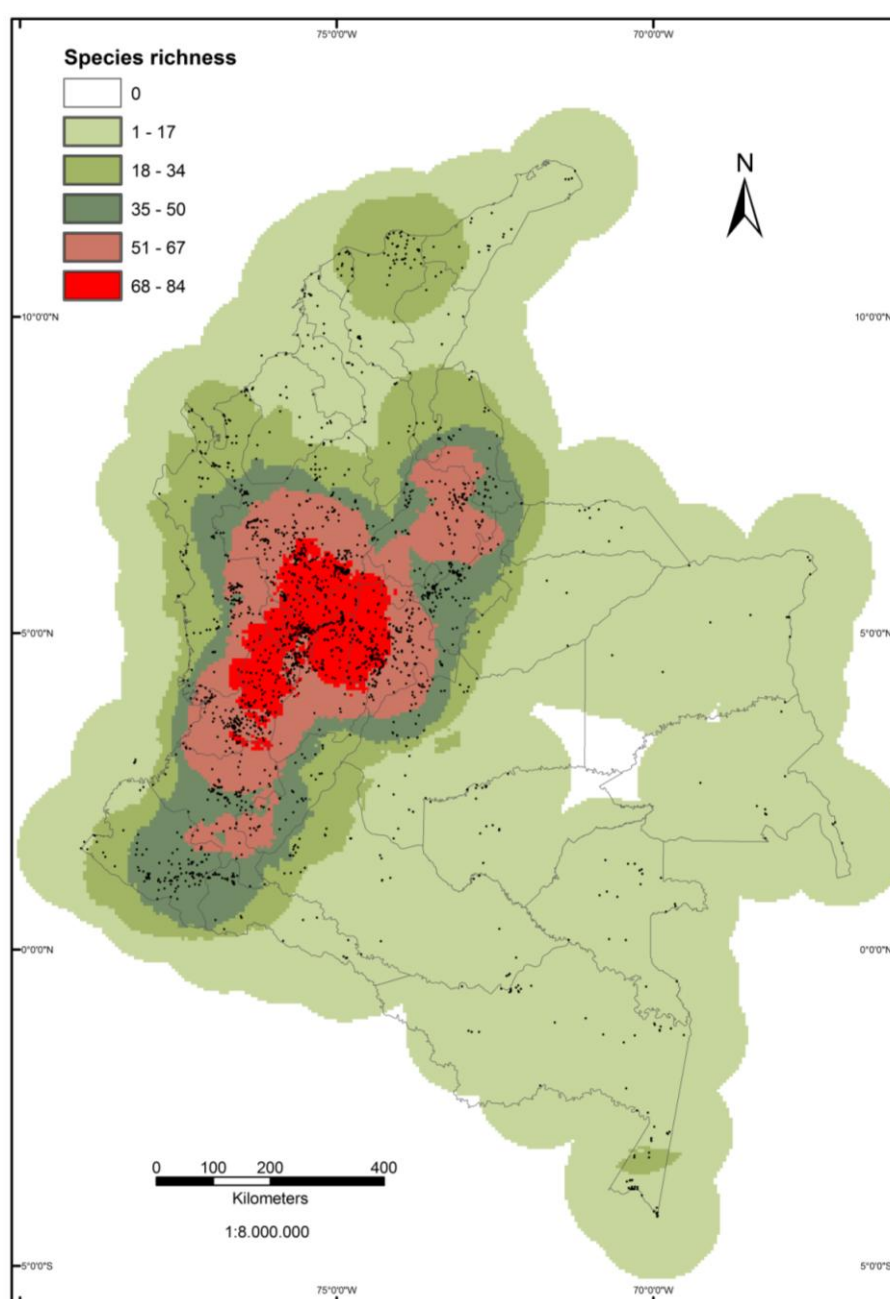 75°0'0"W 70°0'0"W
Species richness
0
1 - 17
18 - 34
35 - 50
51 - 67
68 - 84
N
10°0'0"N 10°0'0"N
5°0'0"N 5°0'0"N
0°0'0"N 0°0'0"N
0 100 200 400
Kilometers
1:8.000.000
5°0'0"S 5°0'0"S
75°0'0"W 70°0'0"W